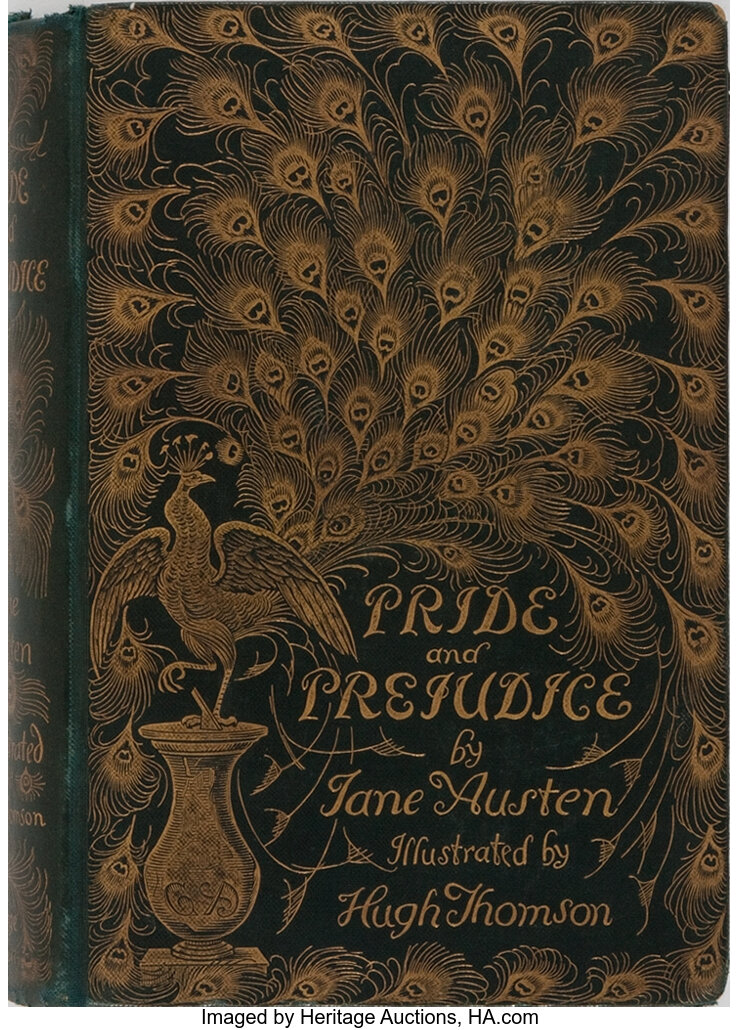 PRIDE
and
PREJUDICE
by
Jane Austen
Illustrated by
Hugh Thomson
Imaged by Heritage Auctions, HA.com